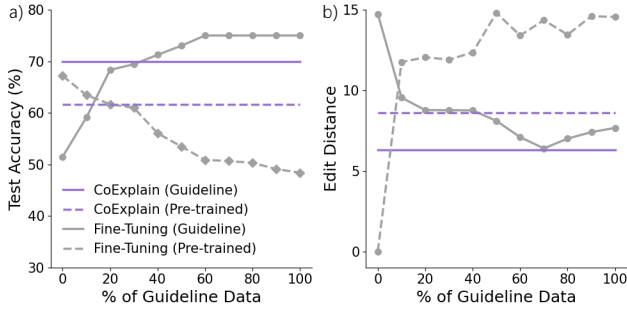 a)
80
70
60
50
40
30
Test Accuracy (%)
CoExplain (Guideline)
CoExplain (Pre-trained)
Fine-Tuning (Guideline)
Fine-Tuning (Pre-trained)
0 20 40 60 80 100
% of Guideline Data
b)
15
10
5
0
Edit Distance
0 20 40 60 80 100
% of Guideline Data